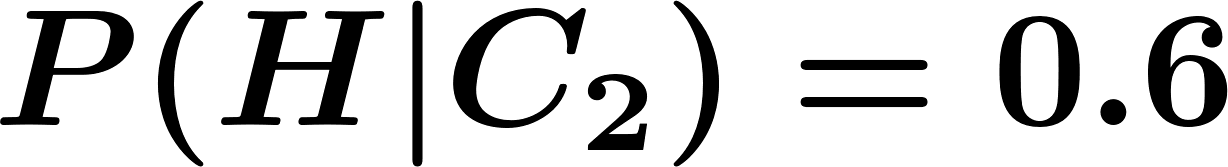 P(H|C₂) = 0.6